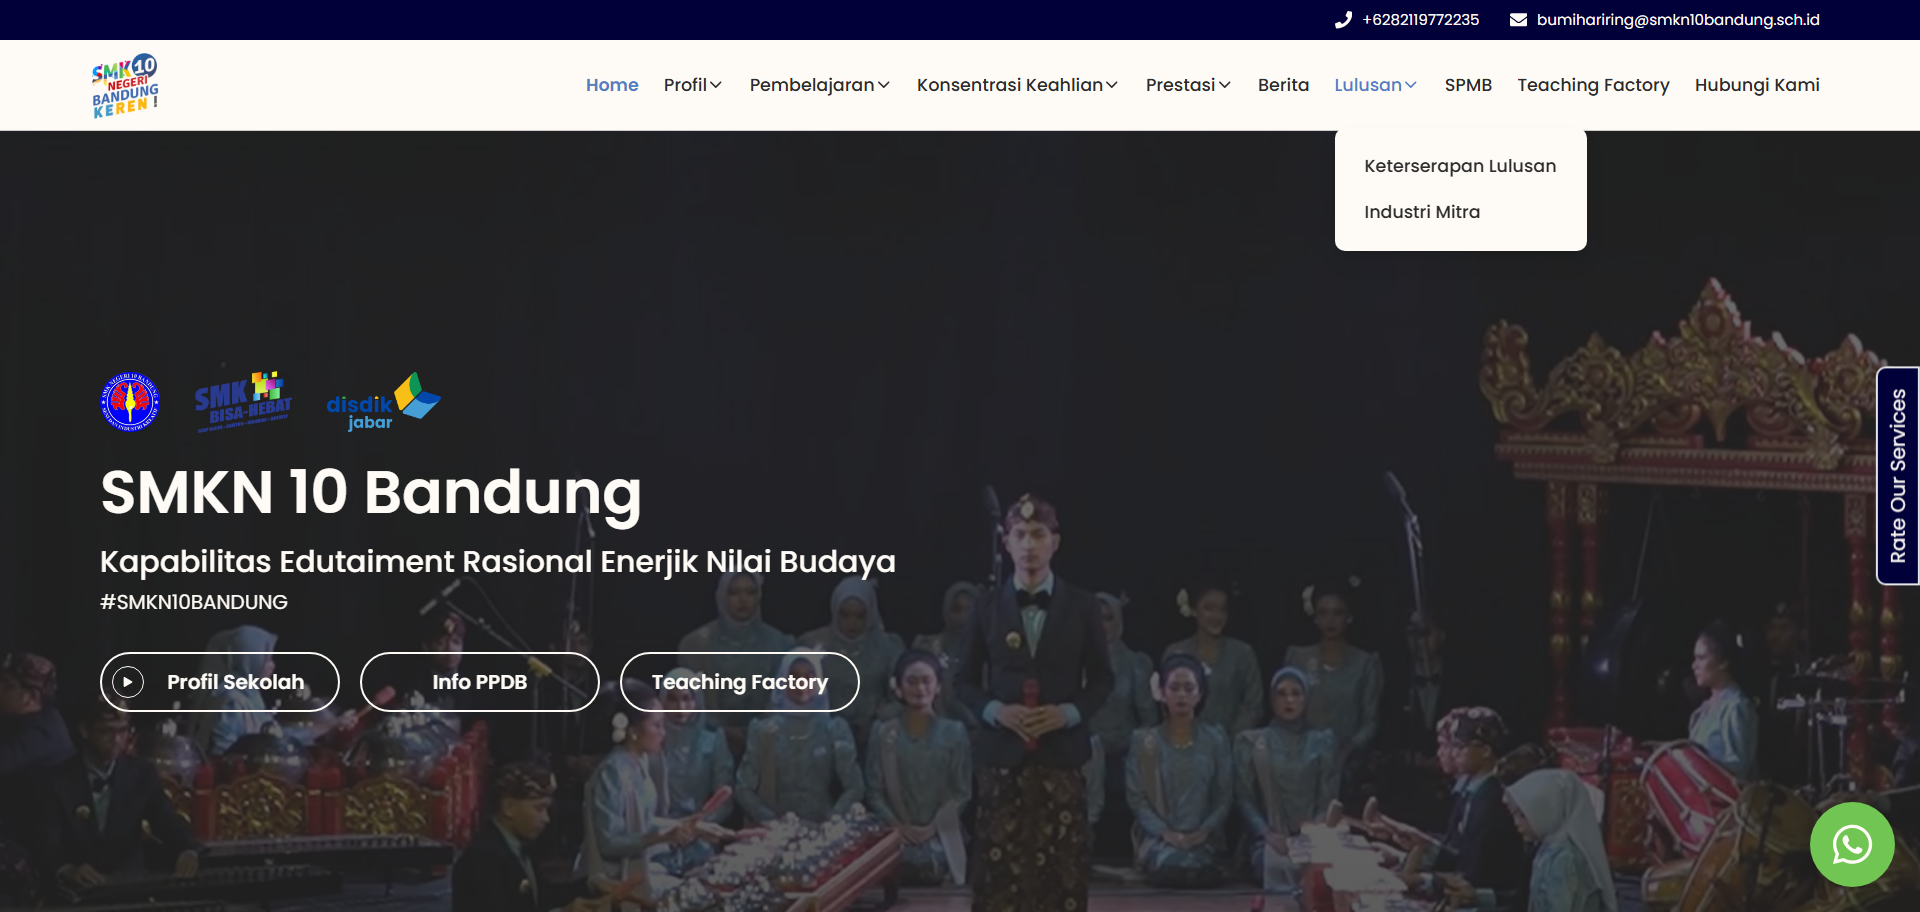 +6282119772235
bumihariring@smkn10bandung.sch.id
SMK 10
NEGERI
BANDUNG
KEREN !
Home
Profil
Pembelajaran
Konsentrasi Keahlian
Prestasi
Berita
Lulusan
SPMB
Teaching Factory
Hubungi Kami
Keterserapan Lulusan
Industri Mitra
SMK
BISA-HEBAT
disdik
jabar
SMKN 10 Bandung
Kapabilitas Edutaiment Rasional Enerjik Nilai Budaya
#SMKN10BANDUNG
Profil Sekolah
Info PPDB
Teaching Factory
Rate Our Services